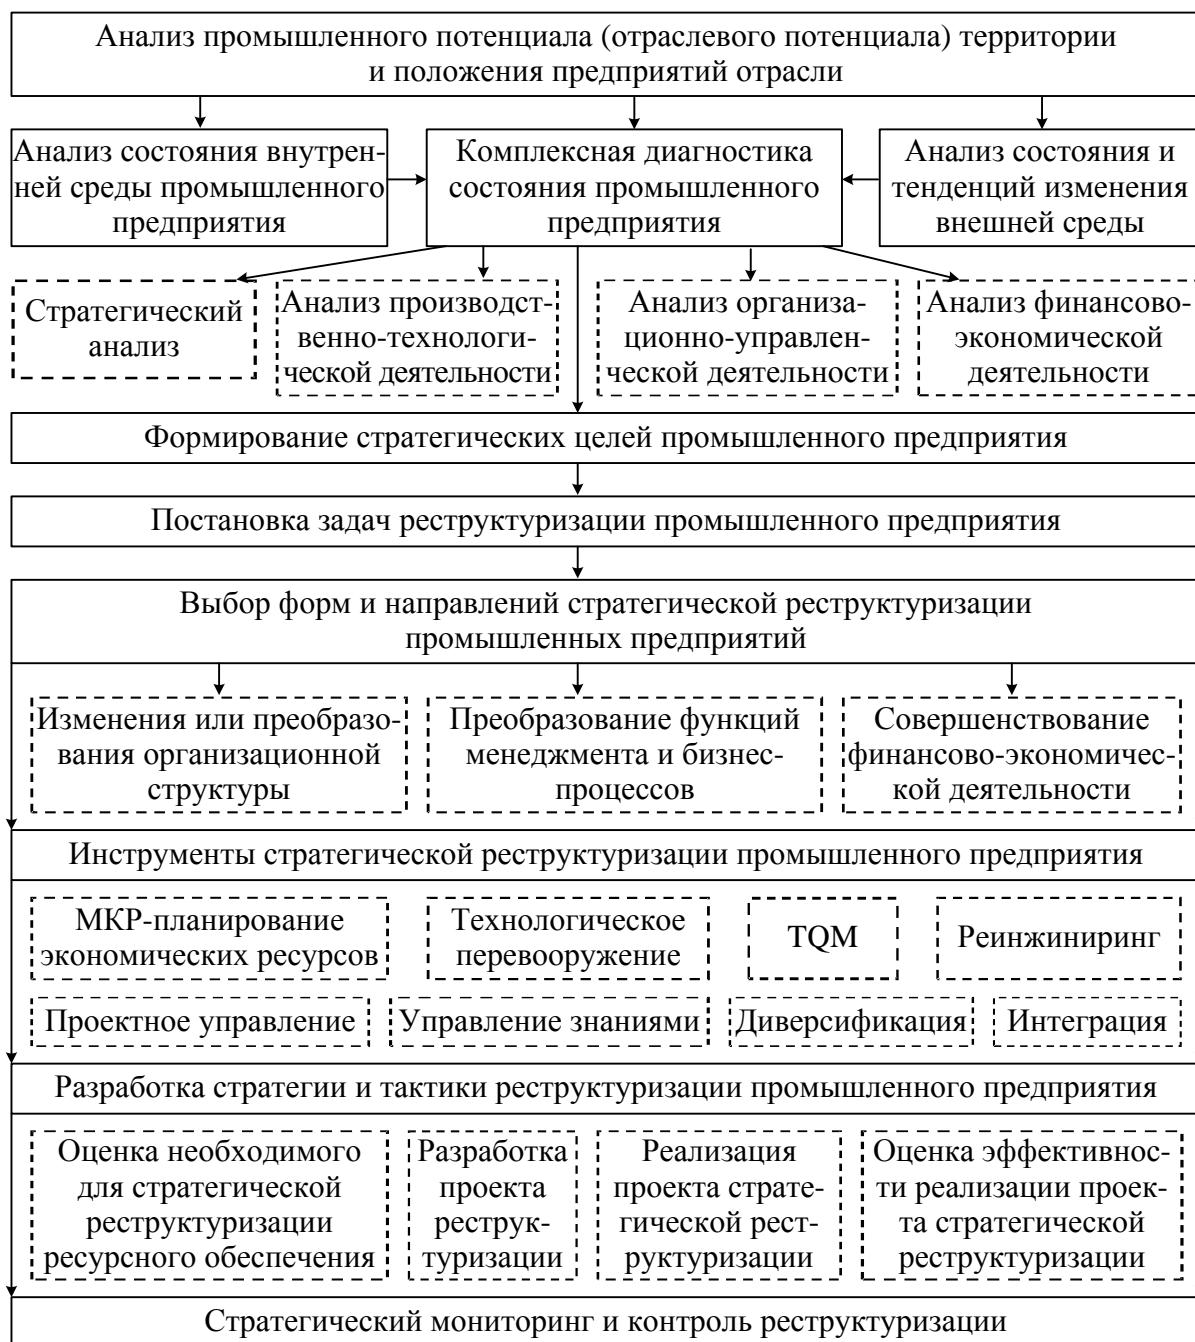 Анализ промышленного потенциала (отраслевого потенциала) территории
и положения предприятий отрасли
Анализ состояния внутрен-
ней среды промышленного
предприятия
Комплексная диагностика
состояния промышленного
предприятия
Анализ состояния и
тенденций изменения
внешней среды
Стратегический
анализ
Анализ производст-
венно-технологи-
ческой деятельности
Анализ организа-
ционно-управлен-
ческой деятельности
Анализ финансово-
экономической
деятельности
Формирование стратегических целей промышленного предприятия
Постановка задач реструктуризации промышленного предприятия
Выбор форм и направлений стратегической реструктуризации
промышленных предприятий
Изменения или преобразо-
вания организационной
структуры
Преобразование функций
менеджмента и бизнес-
процессов
Совершенствование
финансово-экономичес-
кой деятельности
Инструменты стратегической реструктуризации промышленного предприятия
МКР-планирование
экономических ресурсов
Технологическое
перевооружение
TQM
Реинжиниринг
Проектное управление
Управление знаниями
Диверсификация
Интеграция
Разработка стратегии и тактики реструктуризации промышленного предприятия
Оценка необходимого
для стратегической
реструктуризации
ресурсного обеспечения
Разработка
проекта
реструк-
туризации
Реализация
проекта страте-
гической рест-
руктуризации
Оценка эффективнос-
ти реализации проек-
та стратегической
реструктуризации
Стратегический мониторинг и контроль реструктуризации